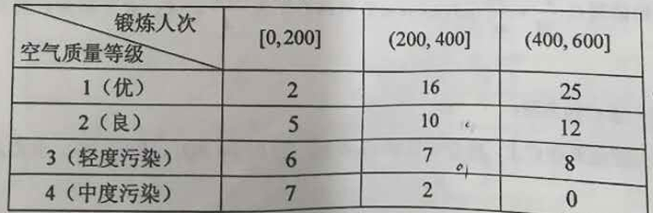 锻炼人次
空气质量等级
[0,200] (200,400] (400,600]
1（优） 2 16 25
2（良） 5 10 12
3（轻度污染） 6 7 8
4（中度污染） 7 2 0